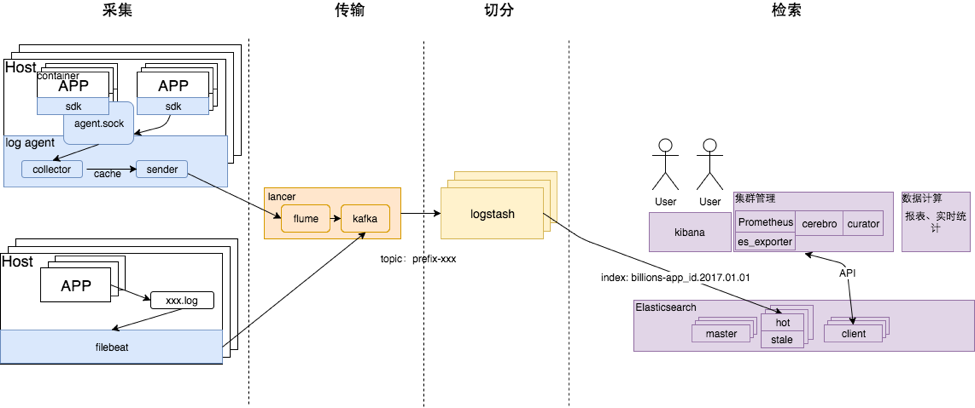 采集
传输
切分
检索
Host
container
APP
APP
sdk
sdk
agent.sock
log agent
collector
cache
sender
lancer
flume
kafka
topic：prefix-xxx
logstash
User
User
kibana
集群管理
Prometheus
cerebro
curator
es_exporter
数据计算
报表、实时统
计
API
index: billions-app_id.2017.01.01
Elasticsearch
master
hot
stale
client
Host
APP
xxx.log
filebeat